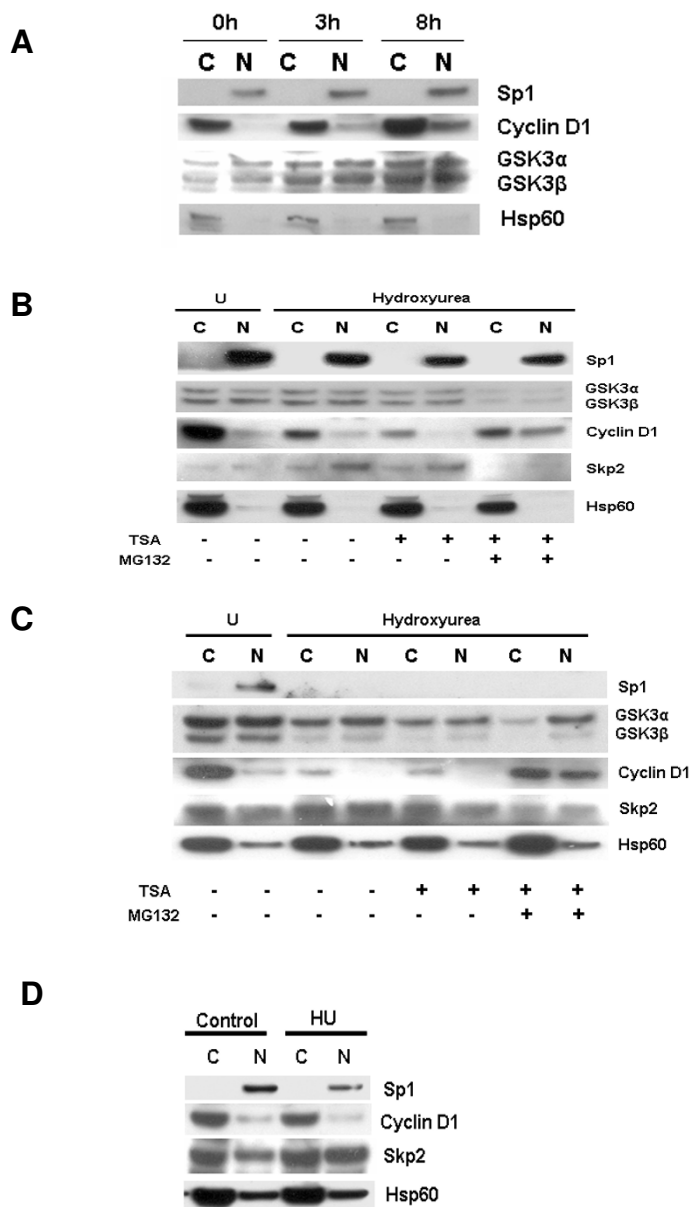 A
0h 3h 8h
C N C N C N
Sp1
Cyclin D1
GSK3α
GSK3β
Hsp60
B
U Hydroxyurea
C N C N C N C N
Sp1
GSK3α
GSK3β
Cyclin D1
Skp2
Hsp60
TSA - - - - + + + +
MG132 - - - - - - + +
C
U Hydroxyurea
C N C N C N C N
Sp1
GSK3α
GSK3β
Cyclin D1
Skp2
Hsp60
TSA - - - - + + + +
MG132 - - - - - - + +
D
Control HU
C N C N
Sp1
Cyclin D1
Skp2
Hsp60